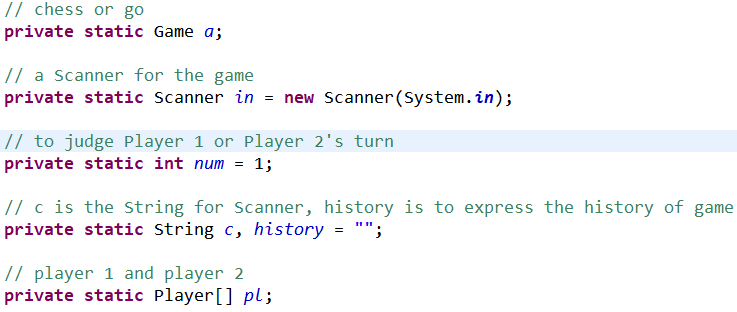 // chess or go
private static Game a;
// a Scanner for the game
private static Scanner in = new Scanner(System.in);
// to judge Player 1 or Player 2's turn
private static int num = 1;
// c is the String for Scanner, history is to express the history of game
private static String c, history = "";
// player 1 and player 2
private static Player[] pl;